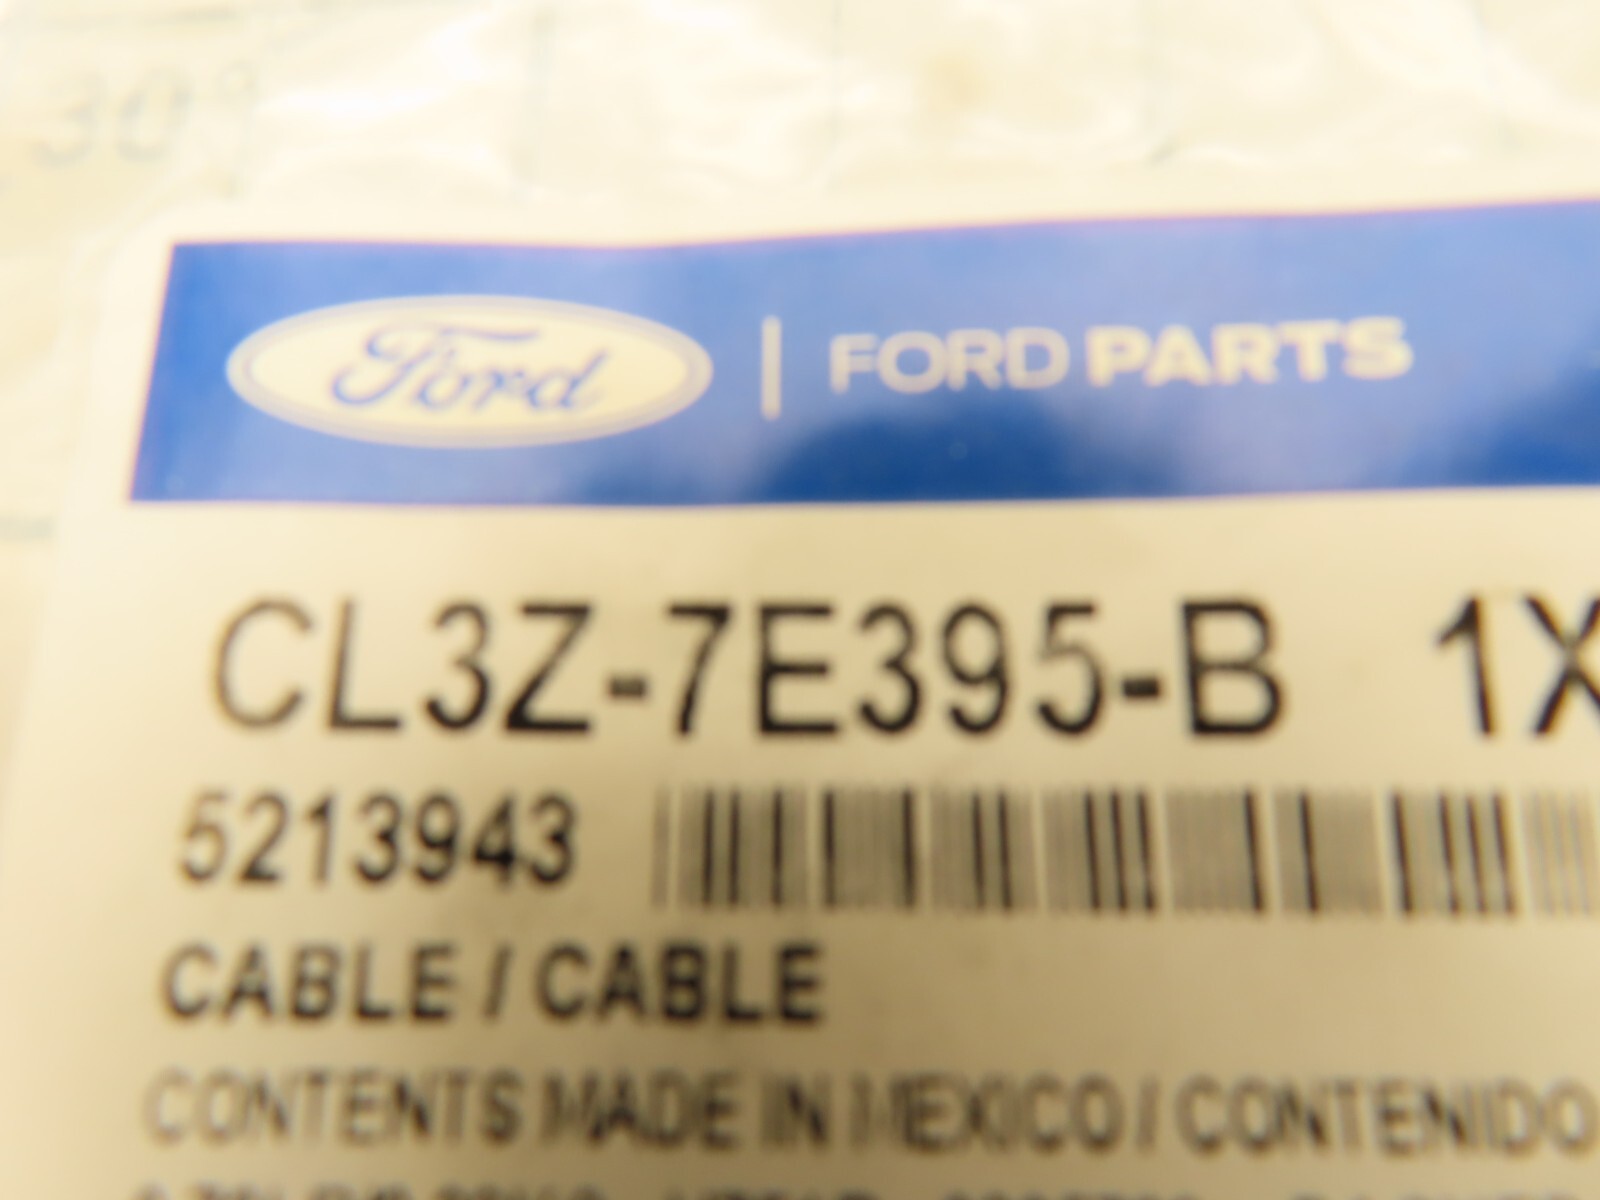 Ford | FORD PARTS
CL3Z-7E395-B 1X
5213943
CABLE / CABLE
CONTENTS MADE IN MEXICO / CONTENIDO